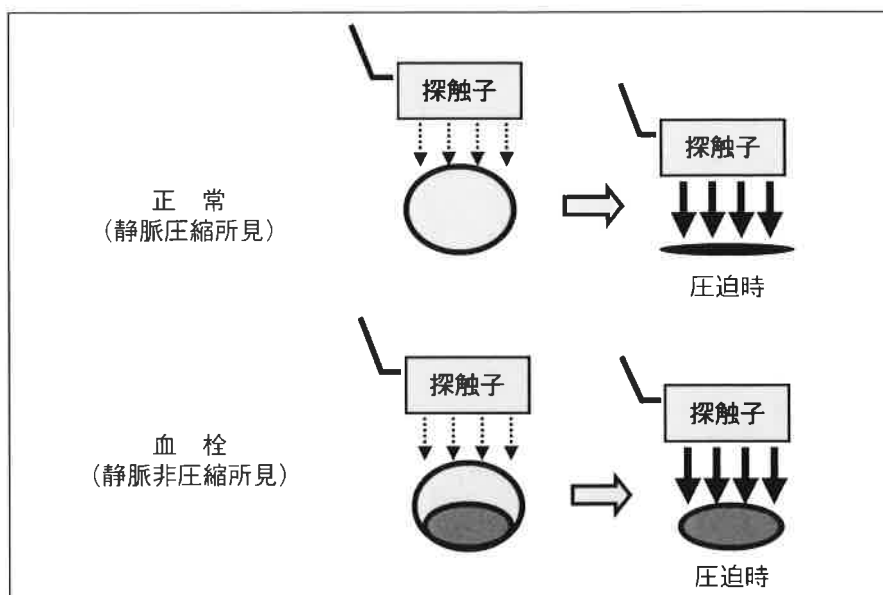 探触子
探触子
正 常
(静脈圧縮所見)
圧迫時
探触子
探触子
血 栓
(静脈非圧縮所見)
圧迫時